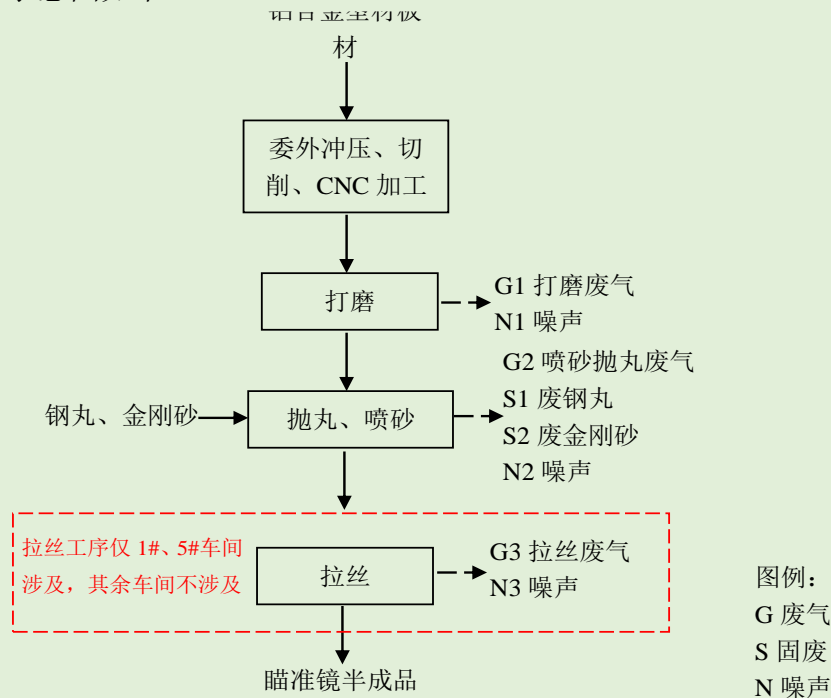 材
委外冲压、切
削、CNC 加工
打磨
G1 打磨废气
N1 噪声
G2 喷砂抛丸废气
钢丸、金刚砂
抛丸、喷砂
S1 废钢丸
S2 废金刚砂
N2 噪声
拉丝工序仅 1#、5#车间
涉及，其余车间不涉及
拉丝
G3 拉丝废气
N3 噪声
瞄准镜半成品
图例：
G 废气
S 固废
N 噪声